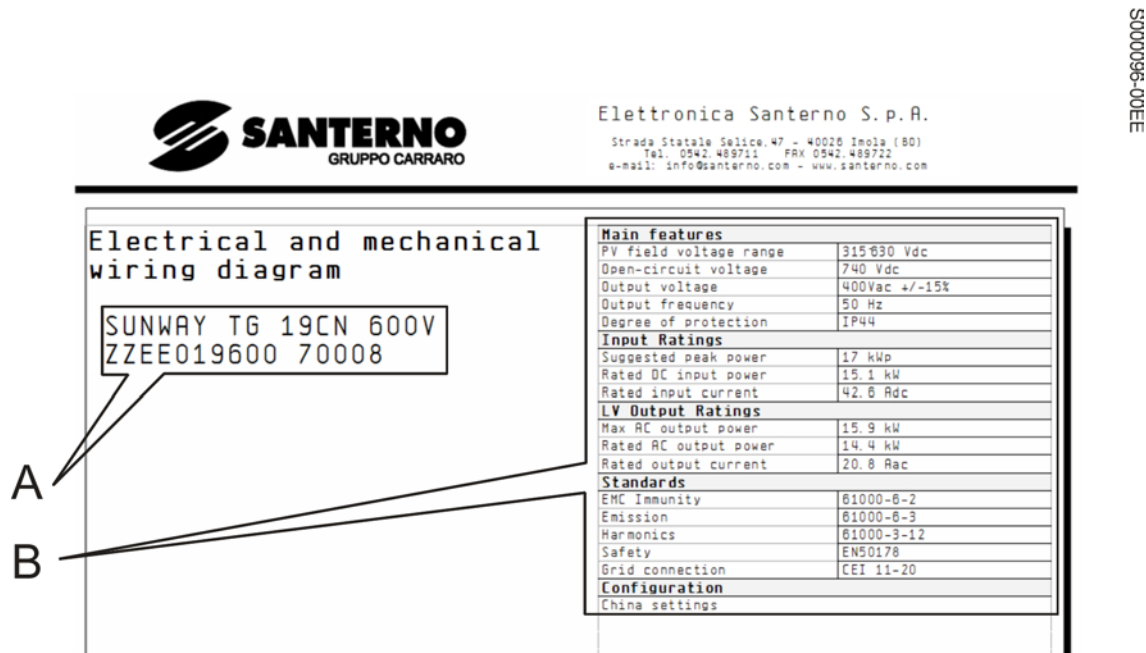 S000096-00EE
SANTERNO
GRUPPO CARRARO
Elettronica Santerno S.p.A.
Strada Statale Selice,47 - 40026 Imola (BO)
Tel. 0542.489711 FAX 0542.489722
e-mail: info@santerno.com - www.santerno.com
Electrical and mechanical
wiring diagram
SUNWAY TG 19CN 600V
ZZEE019600 70008
A
B
Main features
PV field voltage range 315÷630 Vdc
Open-circuit voltage 740 Vdc
Output voltage 400Vac +/-15%
Output frequency 50 Hz
Degree of protection IP44
Input Ratings
Suggested peak power 17 kWp
Rated DC input power 15.1 kW
Rated input current 42.6 Adc
LV Output Ratings
Max AC output power 15.9 kW
Rated AC output power 14.4 kW
Rated output current 20.8 Aac
Standards
EMC Immunity 61000-6-2
Emission 61000-6-3
Harmonics 61000-3-12
Safety EN50178
Grid connection CEI 11-20
Configuration
China settings